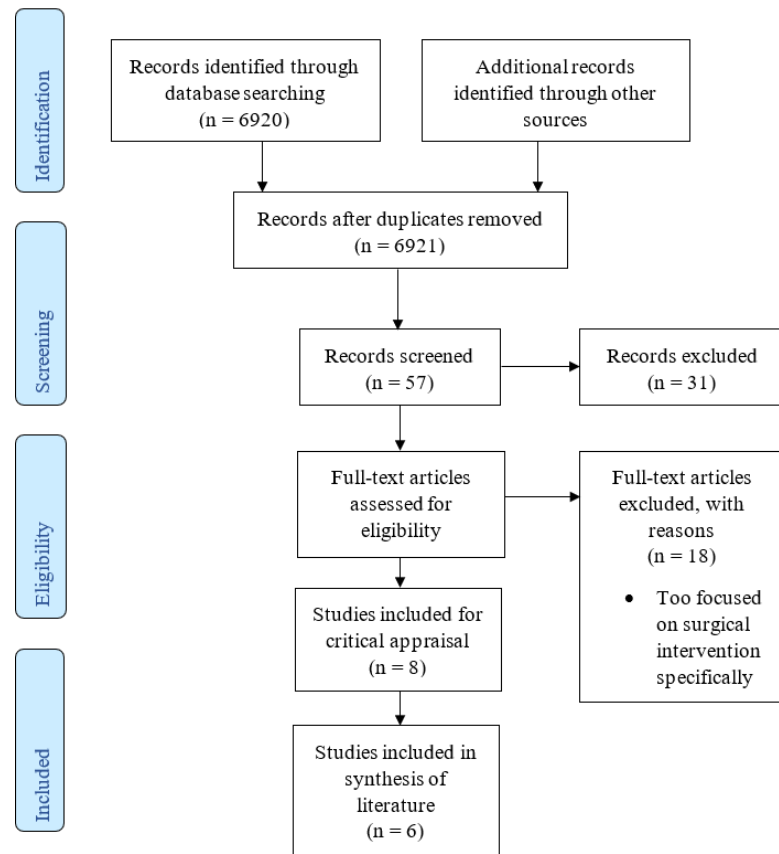 Identification
Records identified through
database searching
(n = 6920)
Additional records
identified through other
sources
Records after duplicates removed
(n = 6921)
Screening
Records screened
(n = 57)
Records excluded
(n = 31)
Eligibility
Full-text articles
assessed for
eligibility
Full-text articles
excluded, with
reasons
(n = 18)
• Too focused
on surgical
intervention
specifically
Studies included for
critical appraisal
(n = 8)
Included
Studies included in
synthesis of
literature
(n = 6)